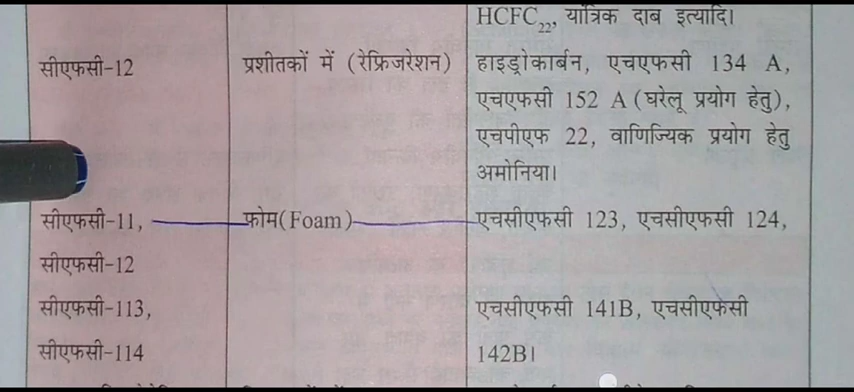 HCFC₂₂, यांत्रिक दाब इत्यादि।
सीएफसी-12 प्रशीतकों में (रेफ्रिजरेशन) हाइड्रोकार्बन, एचएफसी 134 A,
एचएफसी 152 A (घरेलू प्रयोग हेतु),
एचपीएफ 22, वाणिज्यिक प्रयोग हेतु
अमोनिया।
सीएफसी-11, फोम(Foam) एचसीएफसी 123, एचसीएफसी 124,
सीएफसी-12
सीएफसी-113, एचसीएफसी 141B, एचसीएफसी
सीएफसी-114 142B।